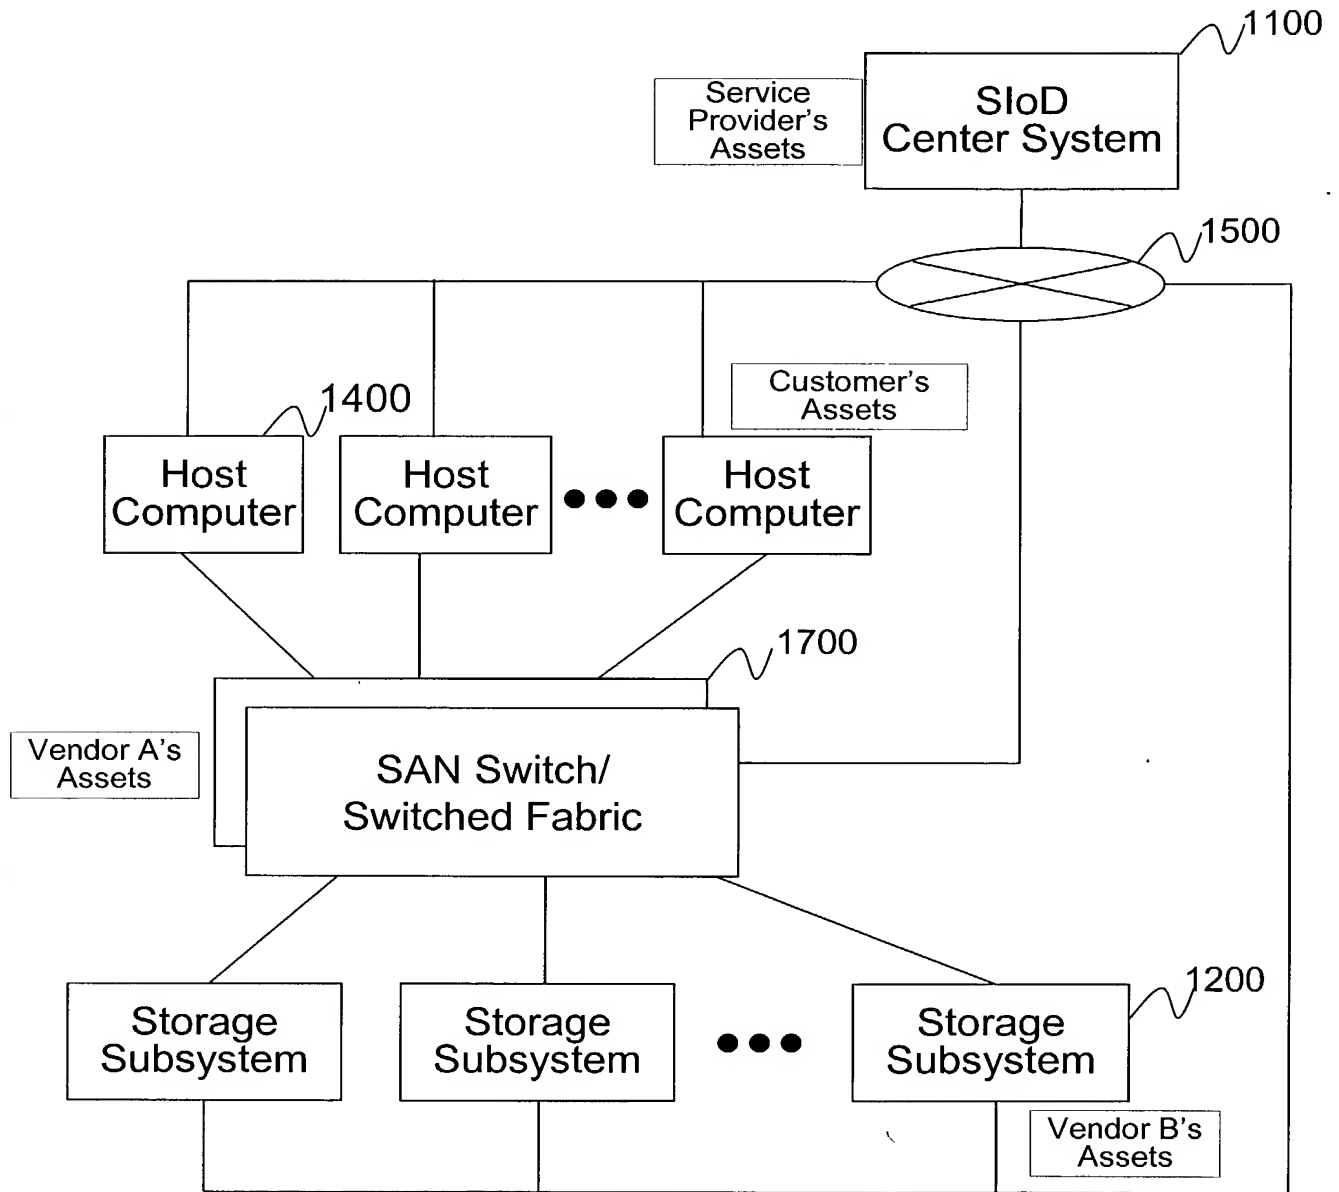 1100
Service
Provider's
Assets
SIoD
Center System
1500
Customer's
Assets
1400
Host
Computer
Host
Computer
Host
Computer
1700
Vendor A's
Assets
SAN Switch/
Switched Fabric
1200
Storage
Subsystem
Storage
Subsystem
Storage
Subsystem
Vendor B's
Assets